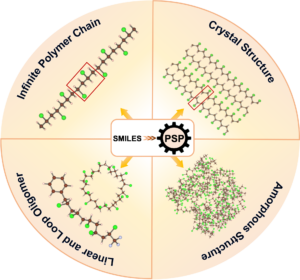 Infinite Polymer Chain
Crystal Structure
SMILES >>> PSP
Linear and Loop Oligomer
Amorphous Structure